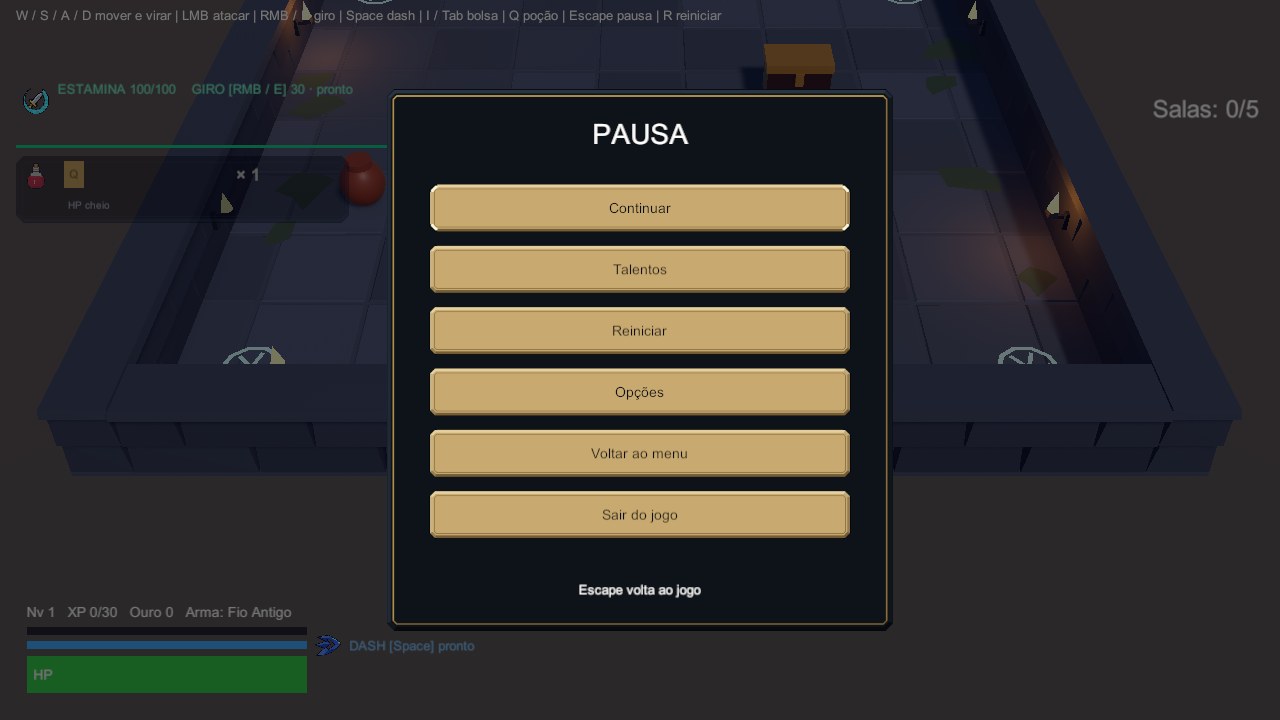 W / S / A / D mover e virar | LMB atacar | RMB / E giro | Space dash | I / Tab bolsa | Q poção | Escape pausa | R reiniciar
ESTAMINA 100/100 GIRO [RMB / E] 30 · pronto
Salas: 0/5
Q × 1
HP cheio
PAUSA
Continuar
Talentos
Reiniciar
Opções
Voltar ao menu
Sair do jogo
Escape volta ao jogo
Nv 1 XP 0/30 Ouro 0 Arma: Fio Antigo
DASH [Space] pronto
HP